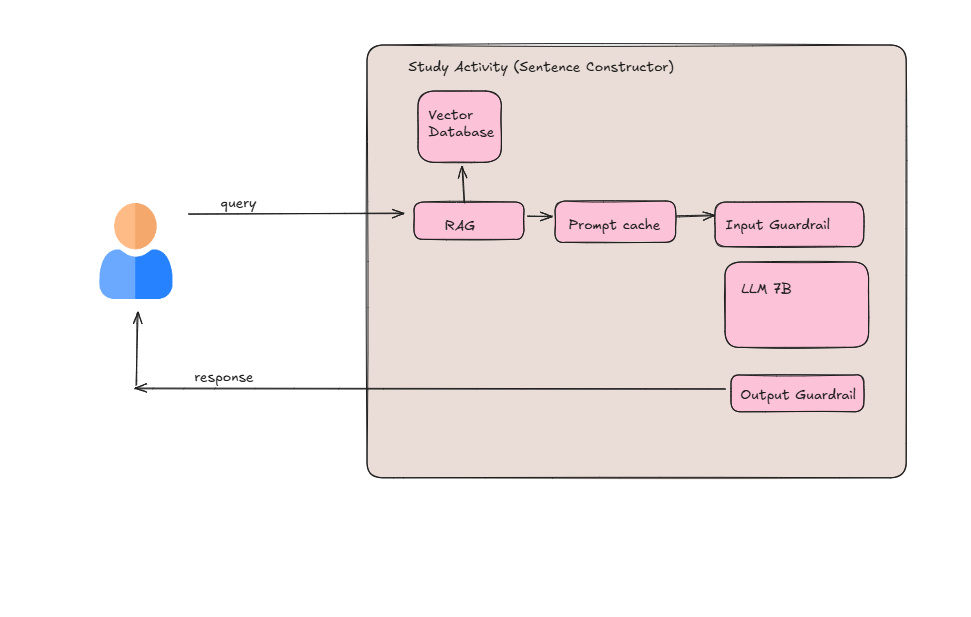 Study Activity (Sentence Constructor)
Vector
Database
query
RAG
Prompt cache
Input Guardrail
LLM 7B
response
Output Guardrail